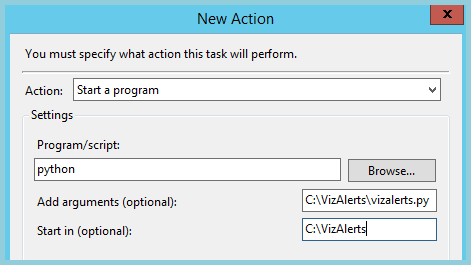 New Action
x
You must specify what action this task will perform.
Action: Start a program
Settings
Program/script:
python
Browse...
Add arguments (optional): C:\VizAlerts\vizalerts.py
Start in (optional): C:\VizAlerts